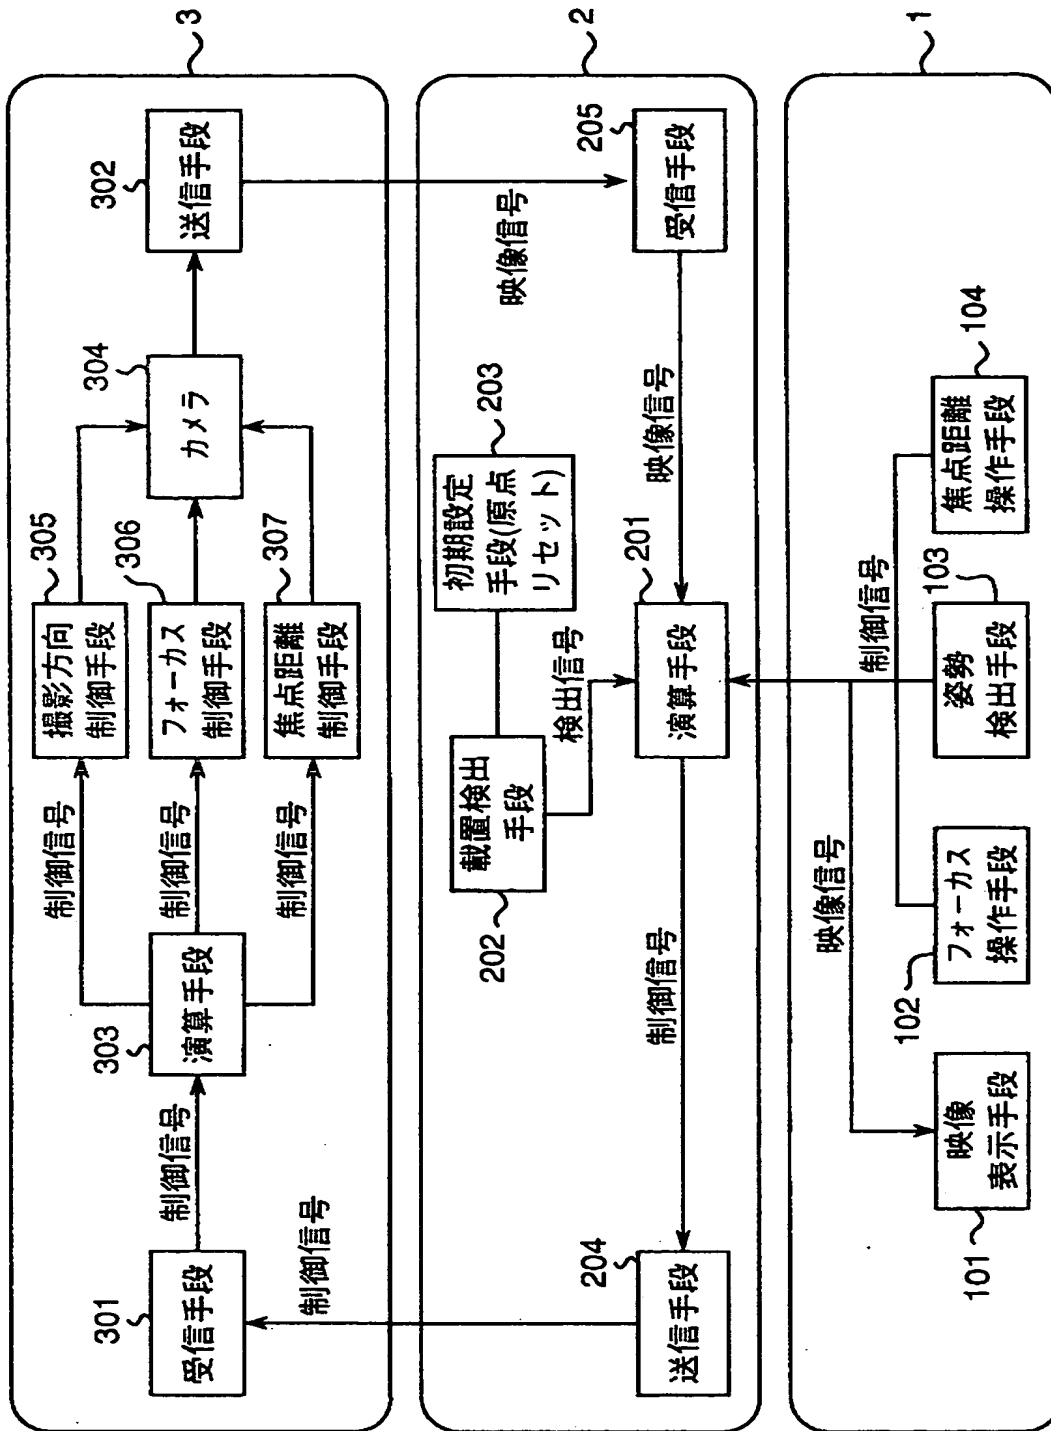 3
受信手段
301
制御信号
演算手段
303
制御信号
制御信号
制御信号
撮影方向
制御手段
305
フォーカス
制御手段
306
焦点距離
制御手段
307
カメラ
304
送信手段
302
制御信号
映像信号
2
送信手段
204
制御信号
載置検出
手段
202
検出信号
初期設定
手段(原点
リセット)
203
演算手段
201
映像信号
受信手段
205
1
映像信号
制御信号
映像
表示手段
101
フォーカス
操作手段
102
姿勢
検出手段
103
焦点距離
操作手段
104